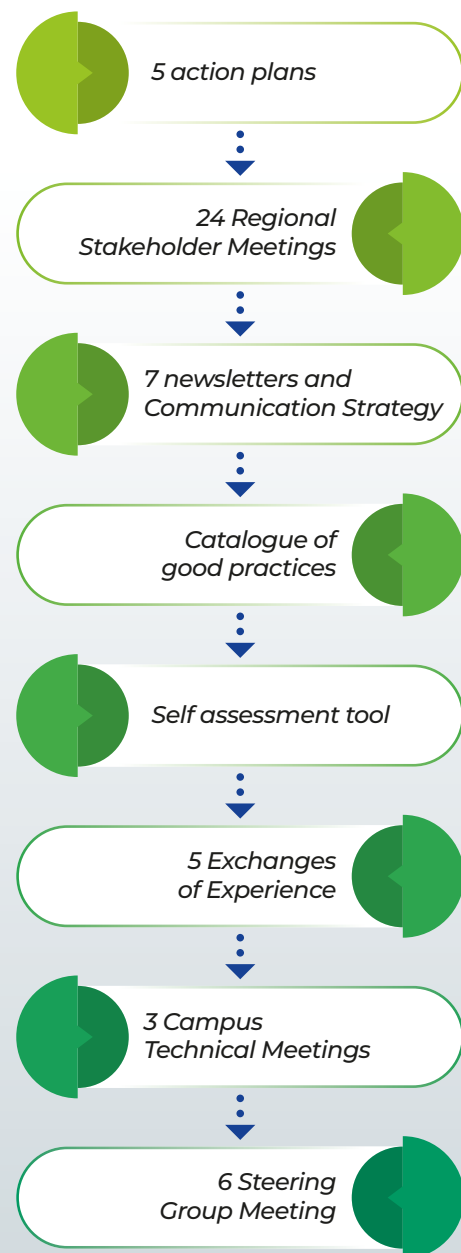 5 action plans
24 Regional
Stakeholder Meetings
7 newsletters and
Communication Strategy
Catalogue of
good practices
Self assessment tool
5 Exchanges
of Experience
3 Campus
Technical Meetings
6 Steering
Group Meeting